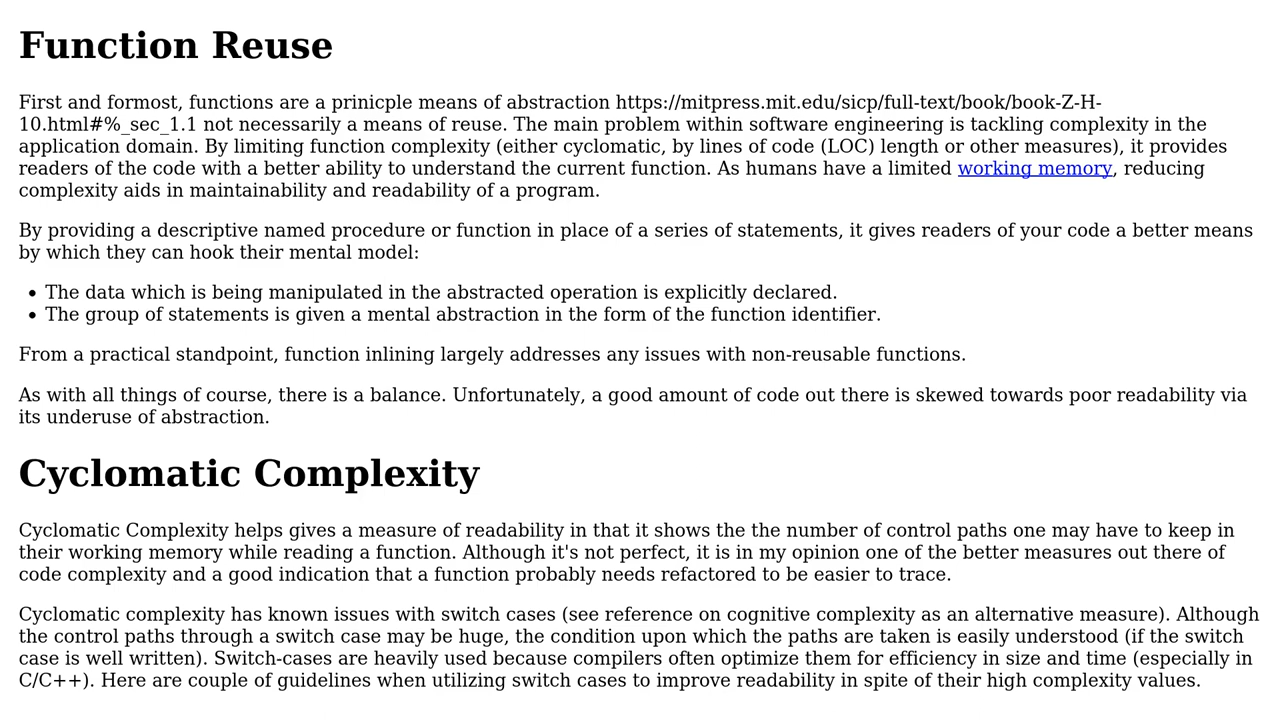 Function Reuse
First and formost, functions are a prinicple means of abstraction https://mitpress.mit.edu/sicp/full-text/book/book-Z-H-
10.html#%_sec_1.1 not necessarily a means of reuse. The main problem within software engineering is tackling complexity in the
application domain. By limiting function complexity (either cyclomatic, by lines of code (LOC) length or other measures), it provides
readers of the code with a better ability to understand the current function. As humans have a limited working memory, reducing
complexity aids in maintainability and readability of a program.
By providing a descriptive named procedure or function in place of a series of statements, it gives readers of your code a better means
by which they can hook their mental model:
• The data which is being manipulated in the abstracted operation is explicitly declared.
• The group of statements is given a mental abstraction in the form of the function identifier.
From a practical standpoint, function inlining largely addresses any issues with non-reusable functions.
As with all things of course, there is a balance. Unfortunately, a good amount of code out there is skewed towards poor readability via
its underuse of abstraction.
Cyclomatic Complexity
Cyclomatic Complexity helps gives a measure of readability in that it shows the the number of control paths one may have to keep in
their working memory while reading a function. Although it's not perfect, it is in my opinion one of the better measures out there of
code complexity and a good indication that a function probably needs refactored to be easier to trace.
Cyclomatic complexity has known issues with switch cases (see reference on cognitive complexity as an alternative measure). Although
the control paths through a switch case may be huge, the condition upon which the paths are taken is easily understood (if the switch
case is well written). Switch-cases are heavily used because compilers often optimize them for efficiency in size and time (especially in
C/C++). Here are couple of guidelines when utilizing switch cases to improve readability in spite of their high complexity values.